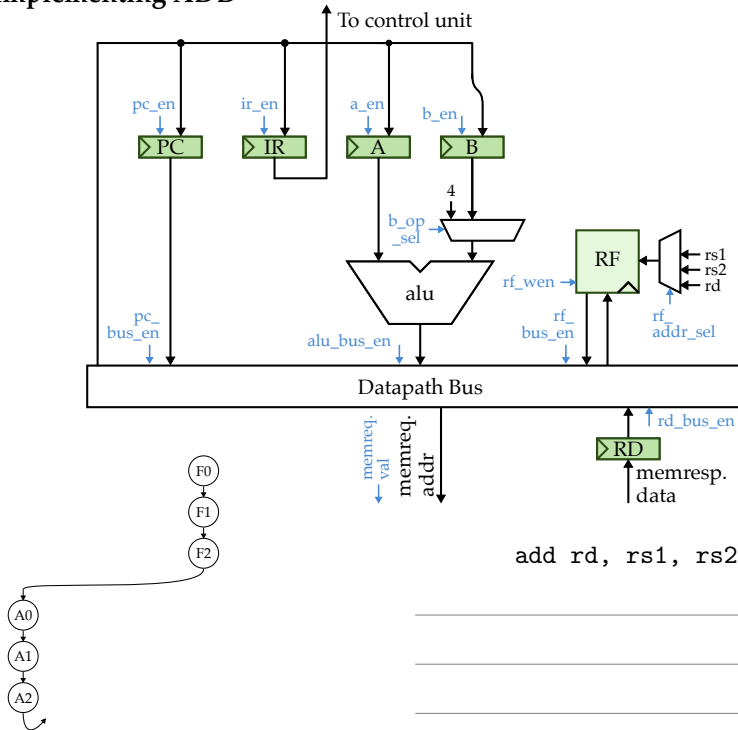 Implementing ADD
To control unit
pc_en
ir_en
a_en
b_en
PC
IR
A
B
4
b_op
_sel
alu
RF
rs1
rs2
rd
rf_wen
pc_
bus_en
alu_bus_en
rf_
bus_en
rf_
addr_sel
Datapath Bus
memreq.
val
memreq.
addr
rd_bus_en
RD
memresp.
data
F0
F1
F2
add rd, rs1, rs2
A0
A1
A2